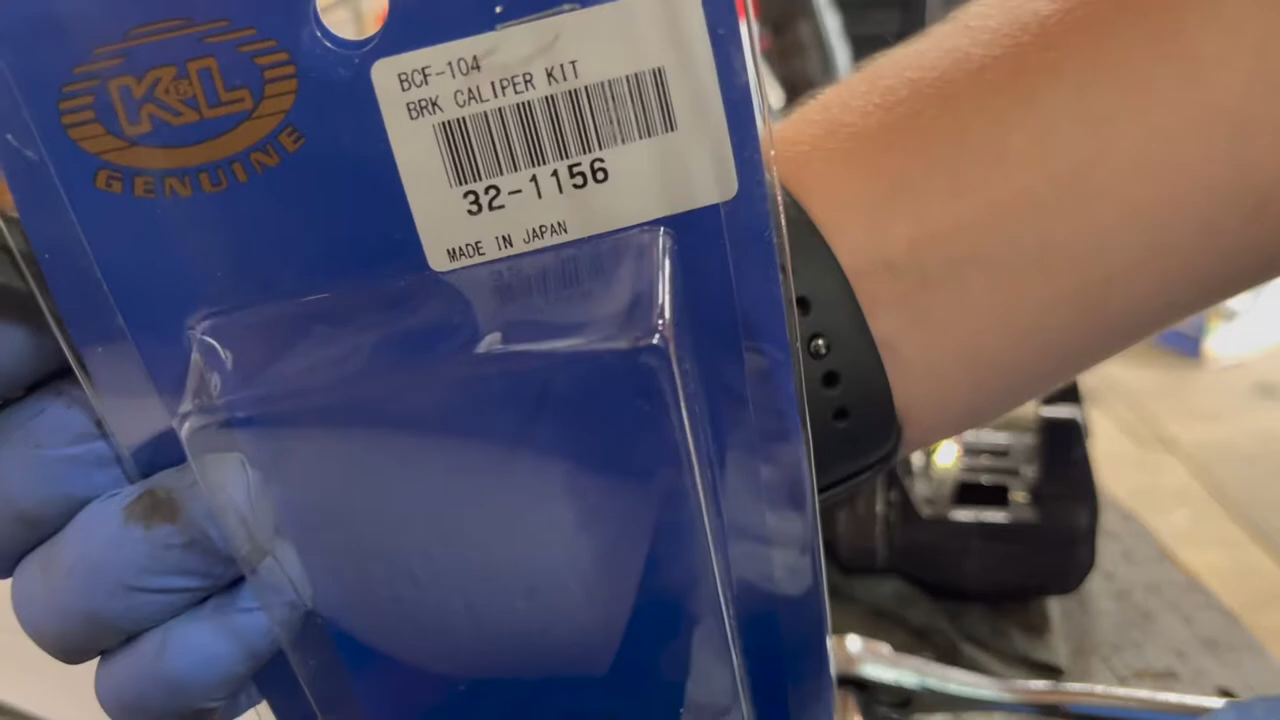 K&L
GENUINE
BCF-104
BRK CALIPER KIT
32-1156
MADE IN JAPAN